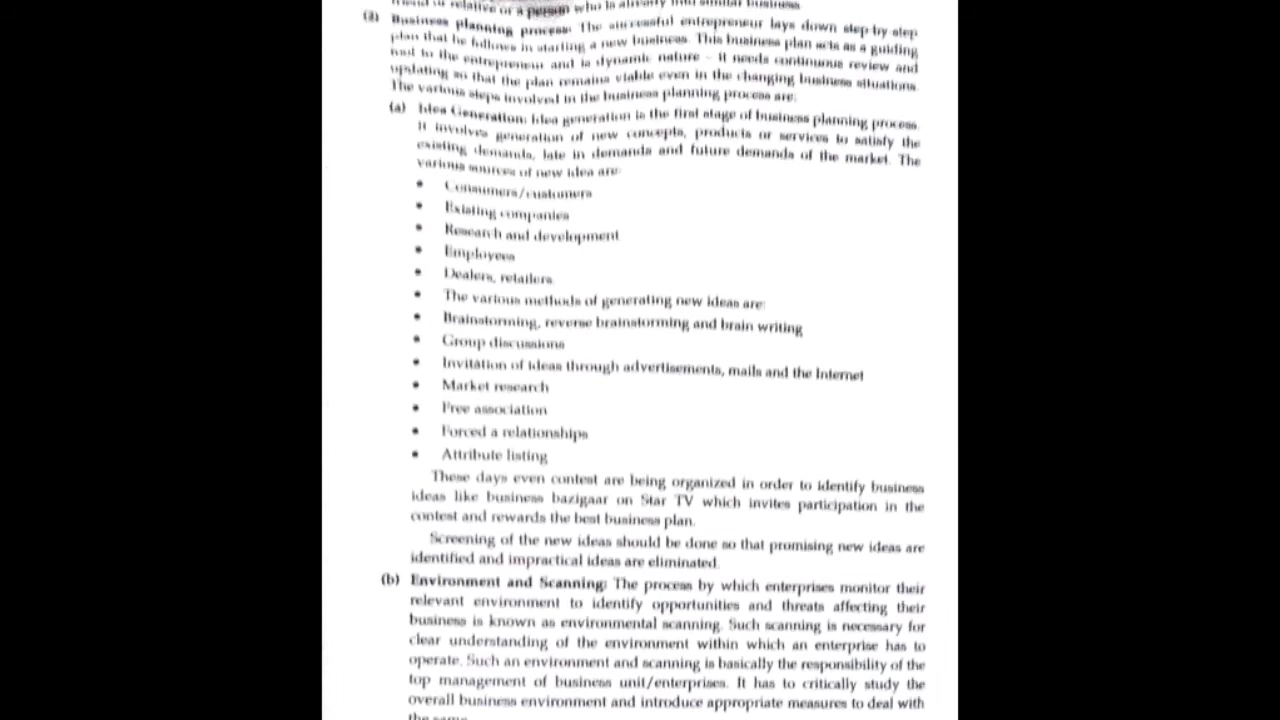 friend or relative or a person who is already into similar business
(2) Business planning process: The successful entrepreneur lays down step by step
plan that he follows in starting a new business. This business plan acts as a guiding
tool to the entrepreneur and is dynamic nature – it needs continuous review and
updating so that the plan remains viable even in the changing business situations.
The various steps involved in the business planning process are:
(a) Idea Generation: Idea generation is the first stage of business planning process.
It involves generation of new concepts, products or services to satisfy the
existing demands, late in demands and future demands of the market. The
various sources of new idea are:
• Consumers/customers
• Existing companies
• Research and development
• Employees
• Dealers, retailers
• The various methods of generating new ideas are:
• Brainstorming, reverse brainstorming and brain writing
• Group discussions
• Invitation of ideas through advertisements, mails and the Internet
• Market research
• Free association
• Forced a relationships
• Attribute listing
These days even contest are being organized in order to identify business
ideas like business bazigaar on Star TV which invites participation in the
contest and rewards the best business plan.
Screening of the new ideas should be done so that promising new ideas are
identified and impractical ideas are eliminated.
(b) Environment and Scanning: The process by which enterprises monitor their
relevant environment to identify opportunities and threats affecting their
business is known as environmental scanning. Such scanning is necessary for
clear understanding of the environment within which an enterprise has to
operate. Such an environment and scanning is basically the responsibility of the
top management of business unit/enterprises. It has to critically study the
overall business environment and introduce appropriate measures to deal with
the same.